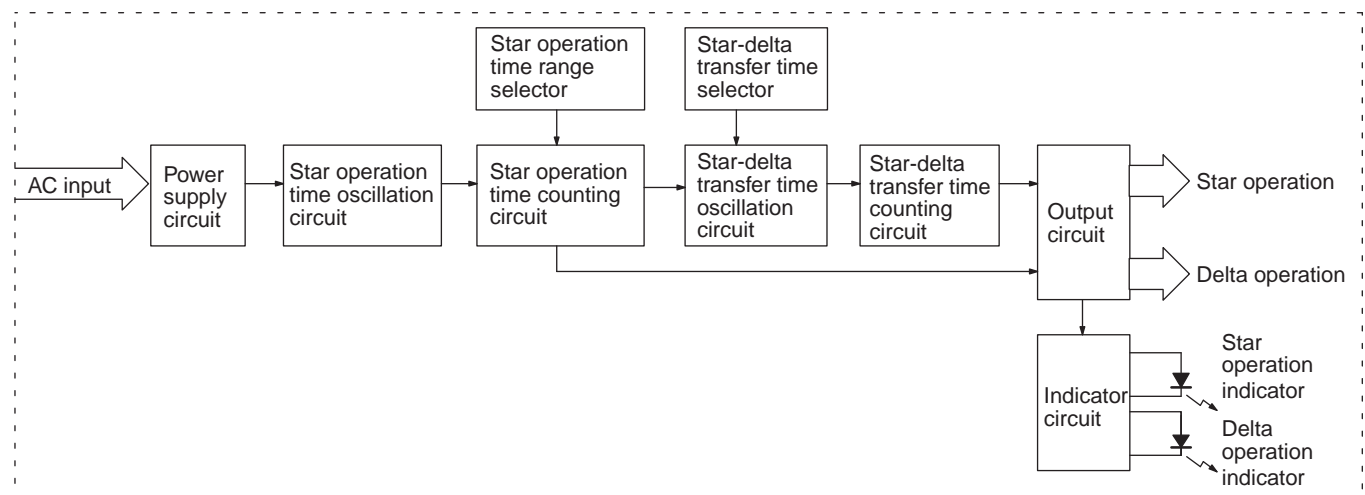 Star operation
time range
selector
Star-delta
transfer time
selector
AC input
Power
supply
circuit
Star operation
time oscillation
circuit
Star operation
time counting
circuit
Star-delta
transfer time
oscillation
circuit
Star-delta
transfer time
counting
circuit
Output
circuit
Star operation
Delta operation
Indicator
circuit
Star
operation
indicator
Delta
operation
indicator